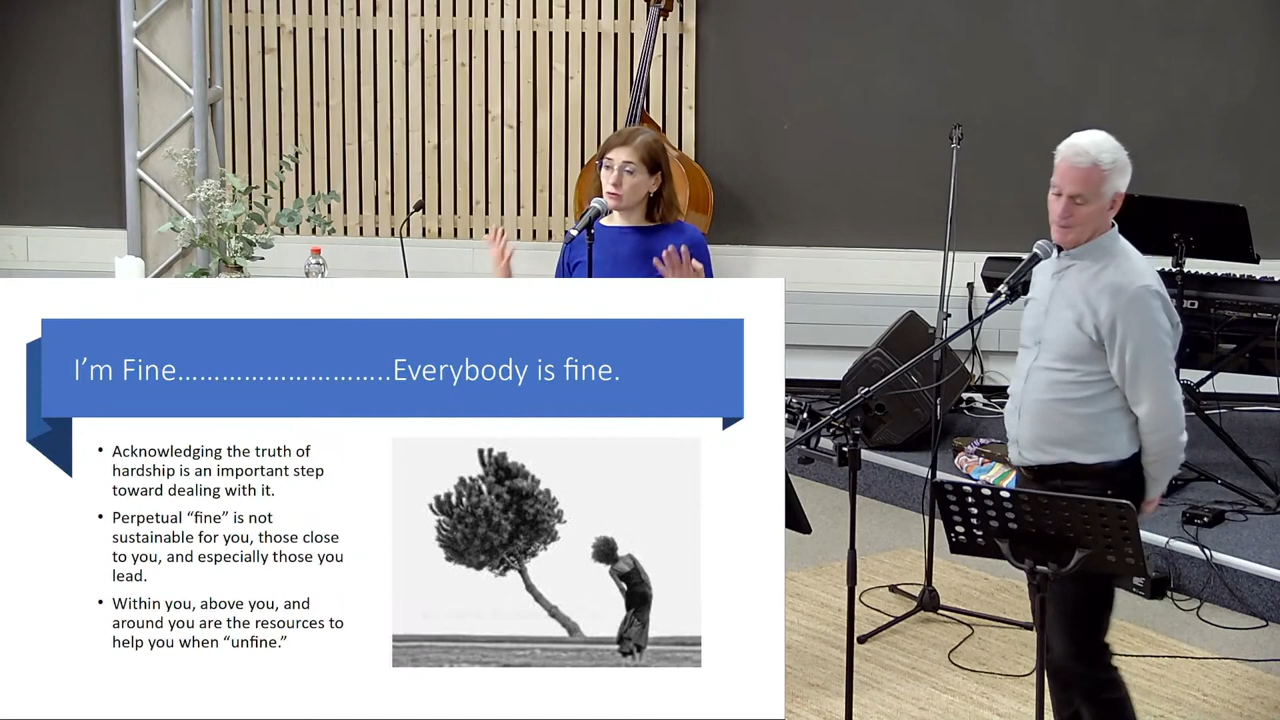 I’m Fine………………………..Everybody is fine.
• Acknowledging the truth of
hardship is an important step
toward dealing with it.
• Perpetual “fine” is not
sustainable for you, those close
to you, and especially those you
lead.
• Within you, above you, and
around you are the resources to
help you when “unfine.”